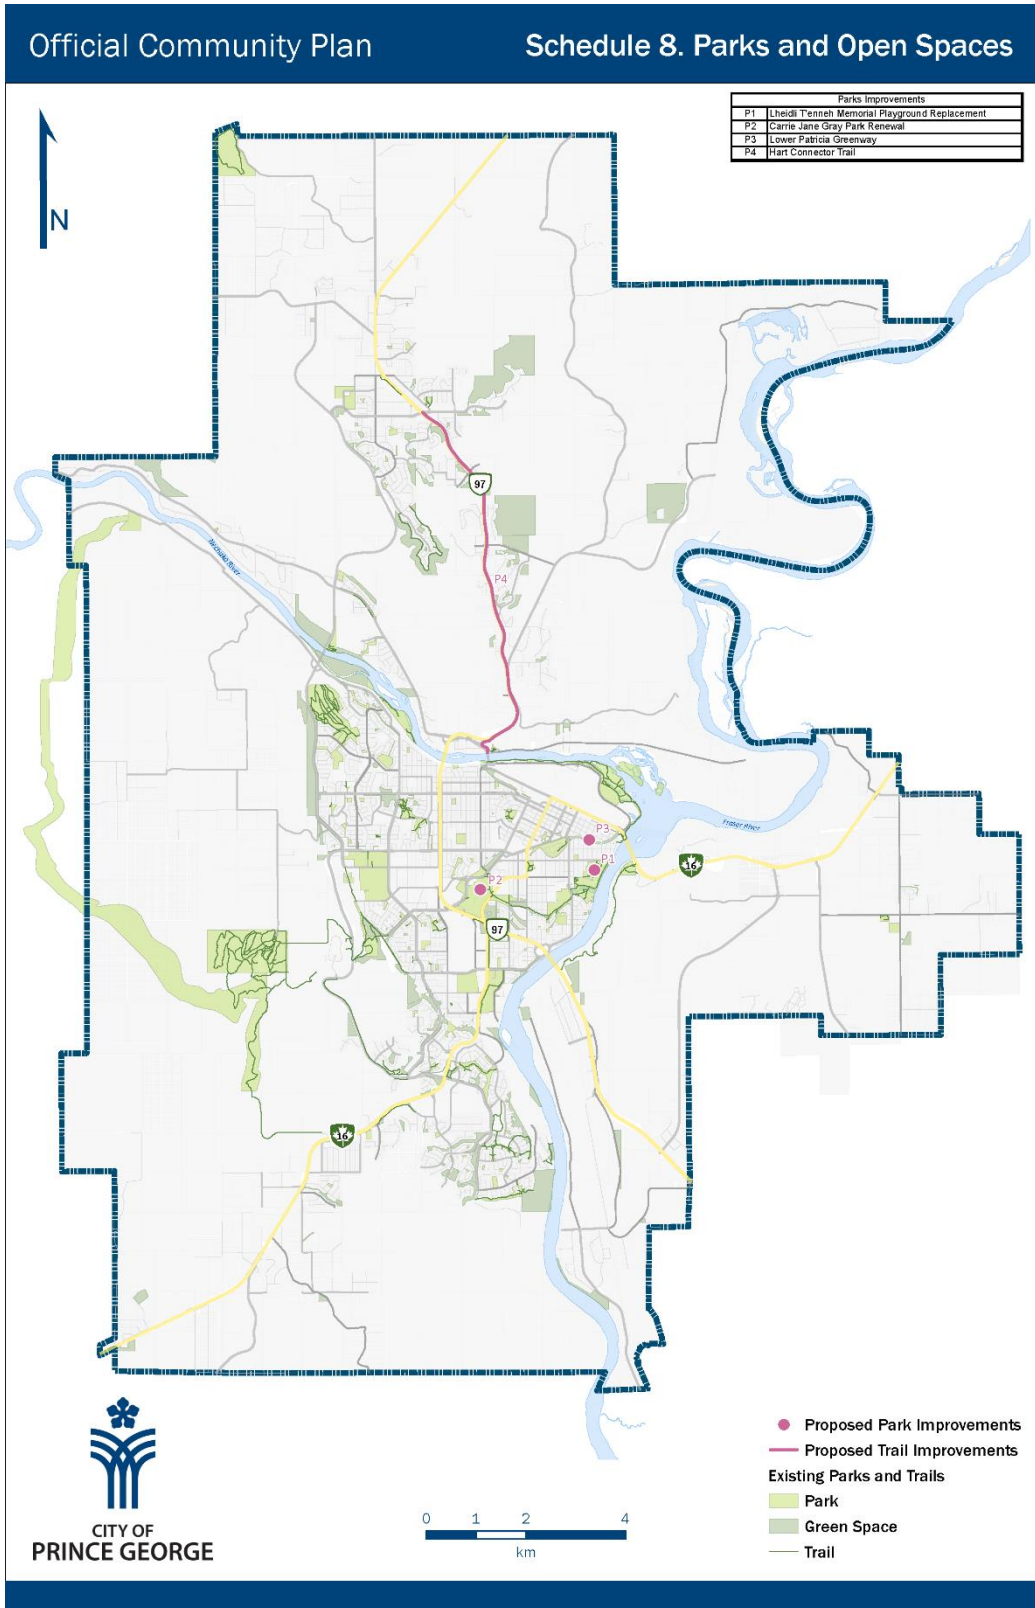 Official Community Plan
Schedule 8. Parks and Open Spaces
Parks Improvements
P1 Lheidli T'enneh Memorial Playground Replacement
P2 Carrie Jane Gray Park Renewal
P3 Lower Patricia Greenway
P4 Hart Connector Trail
N
97
Nechako River
P4
P3
Fraser River
P1
16
P2
97
16
Proposed Park Improvements
Proposed Trail Improvements
Existing Parks and Trails
Park
Green Space
Trail
0 1 2 4
km
CITY OF
PRINCE GEORGE